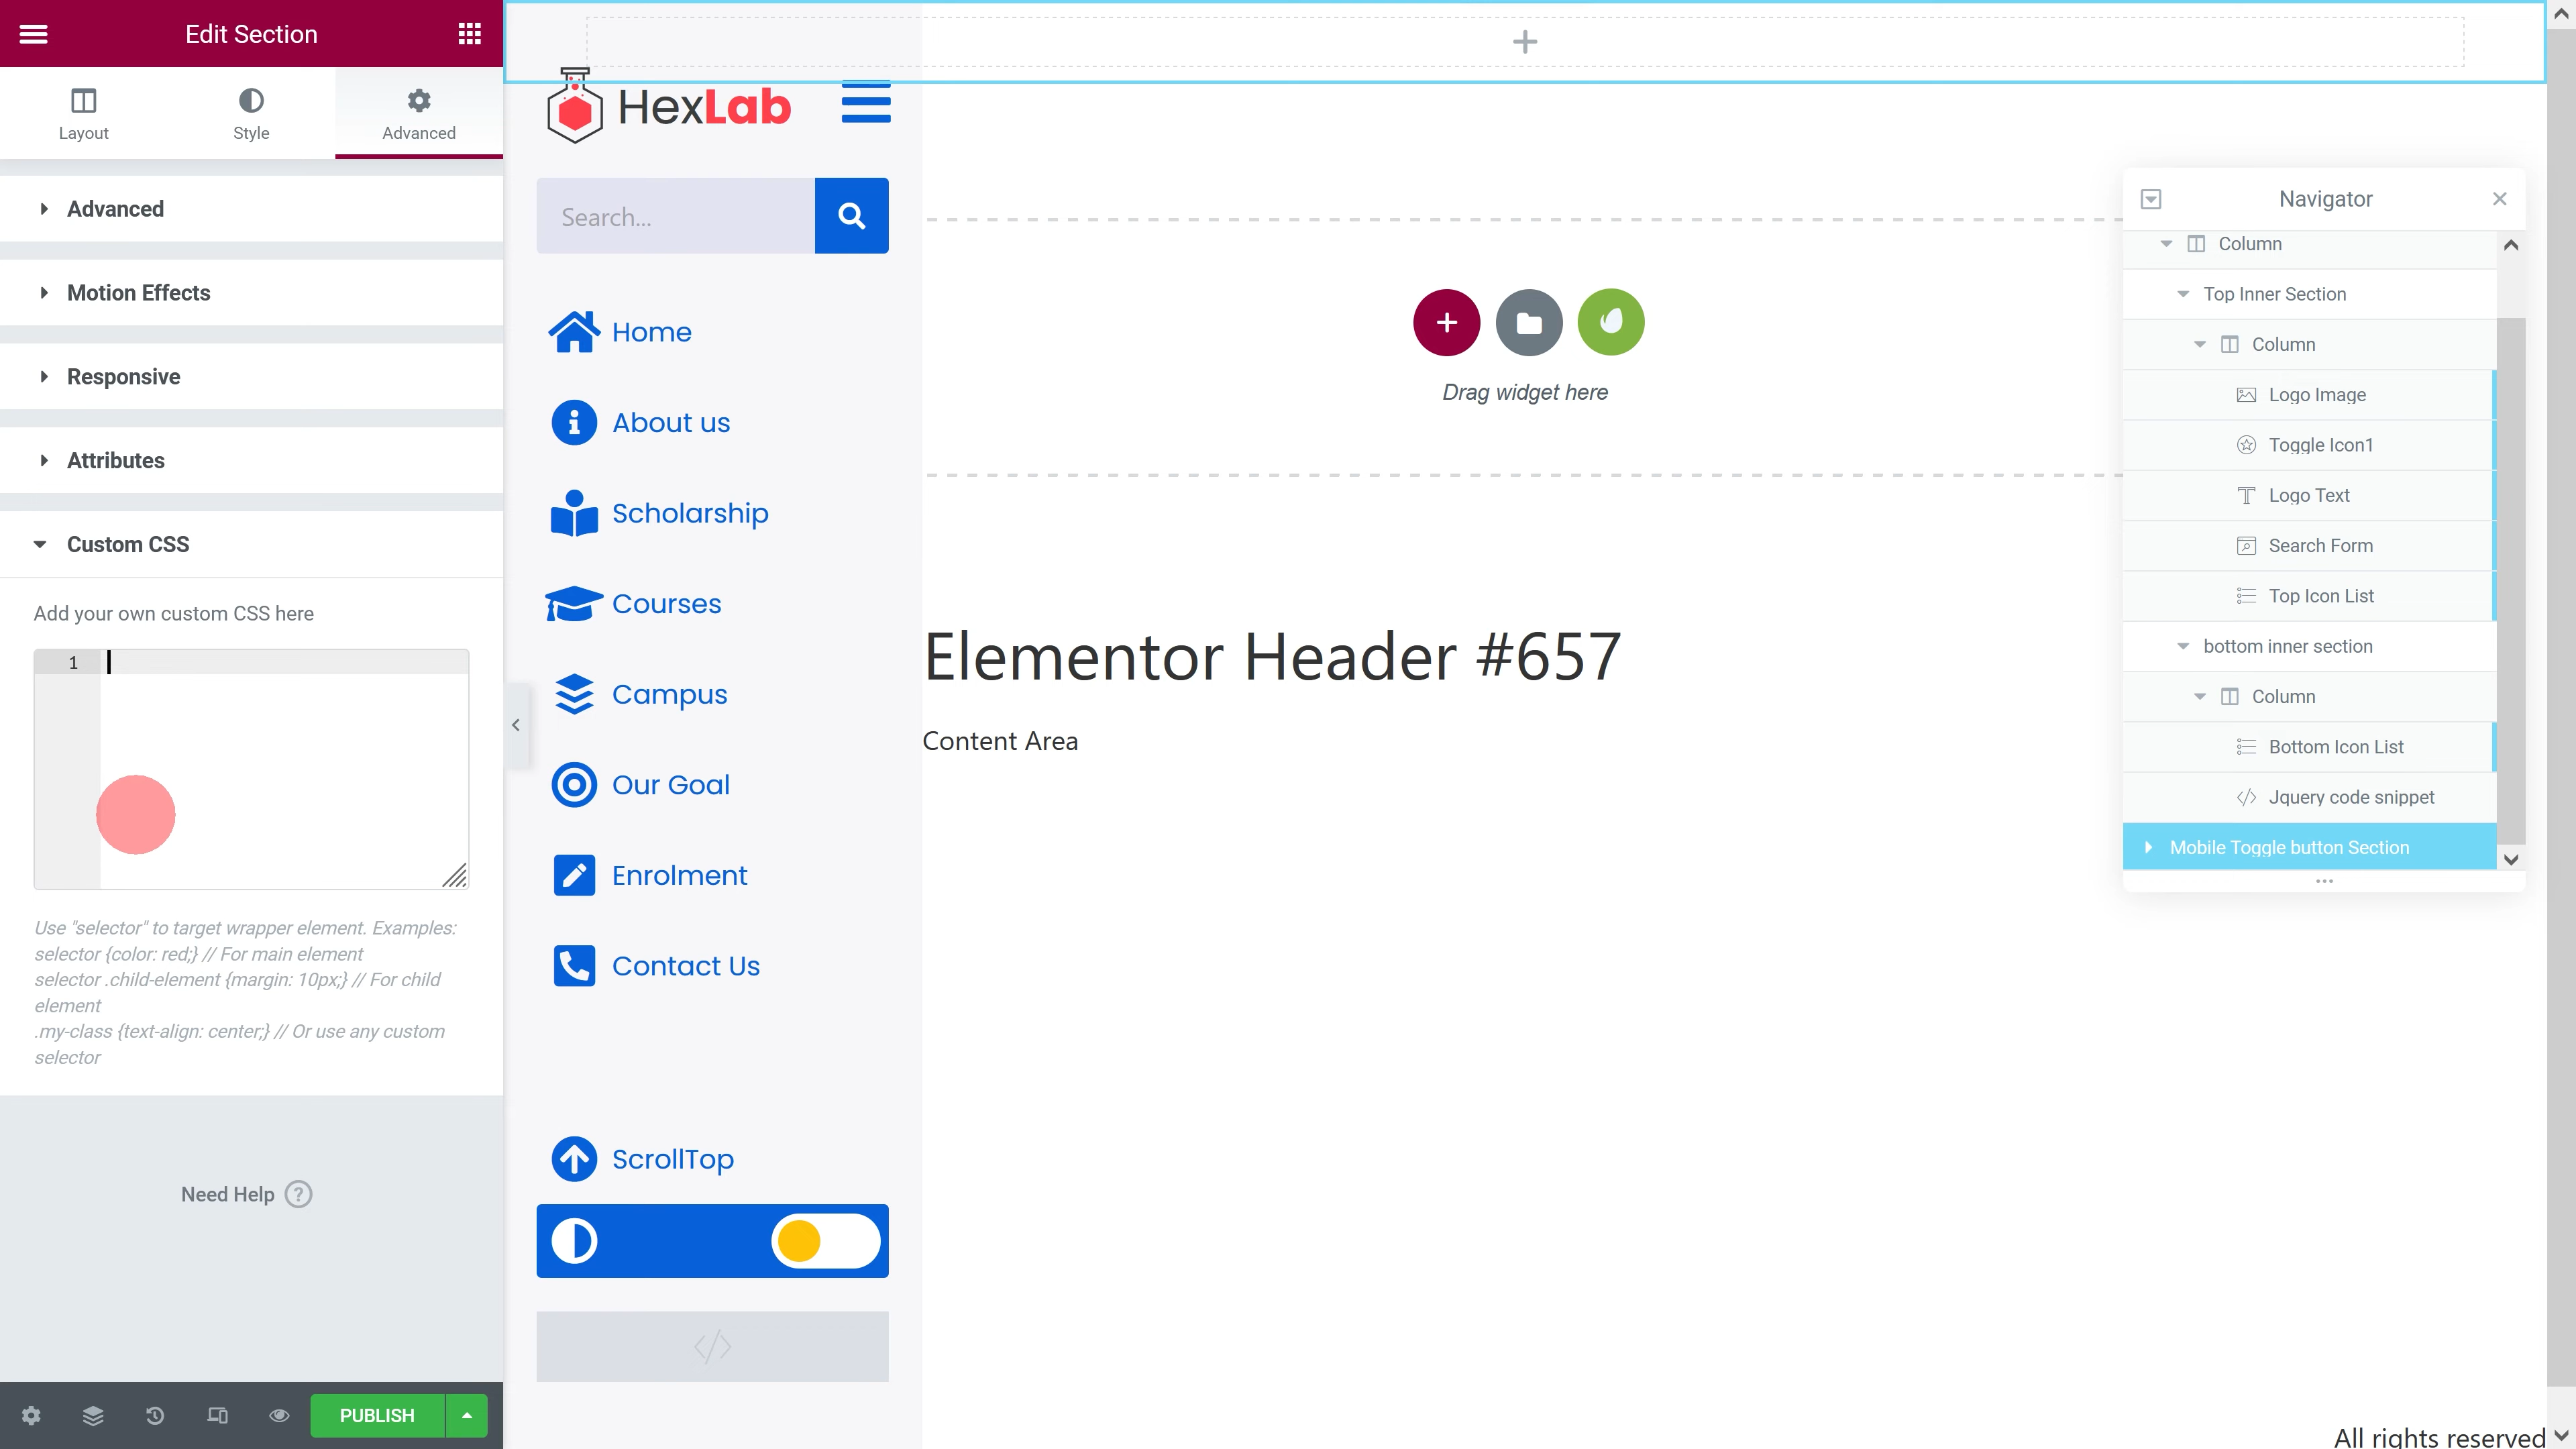 Edit Section
Layout
Style
Advanced
Advanced
Motion Effects
Responsive
Attributes
Custom CSS
Add your own custom CSS here
1
Use "selector" to target wrapper element. Examples:
selector {color: red;} // For main element
selector .child-element {margin: 10px;} // For child
element
.my-class {text-align: center;} // Or use any custom
selector
Need Help ?
PUBLISH
HexLab
Search...
Home
About us
Scholarship
Courses
Campus
Our Goal
Enrolment
Contact Us
ScrollTop
Drag widget here
Elementor Header #657
Content Area
All rights reserved
Navigator
Column
Top Inner Section
Column
Logo Image
Toggle Icon1
Logo Text
Search Form
Top Icon List
bottom inner section
Column
Bottom Icon List
Jquery code snippet
Mobile Toggle button Section